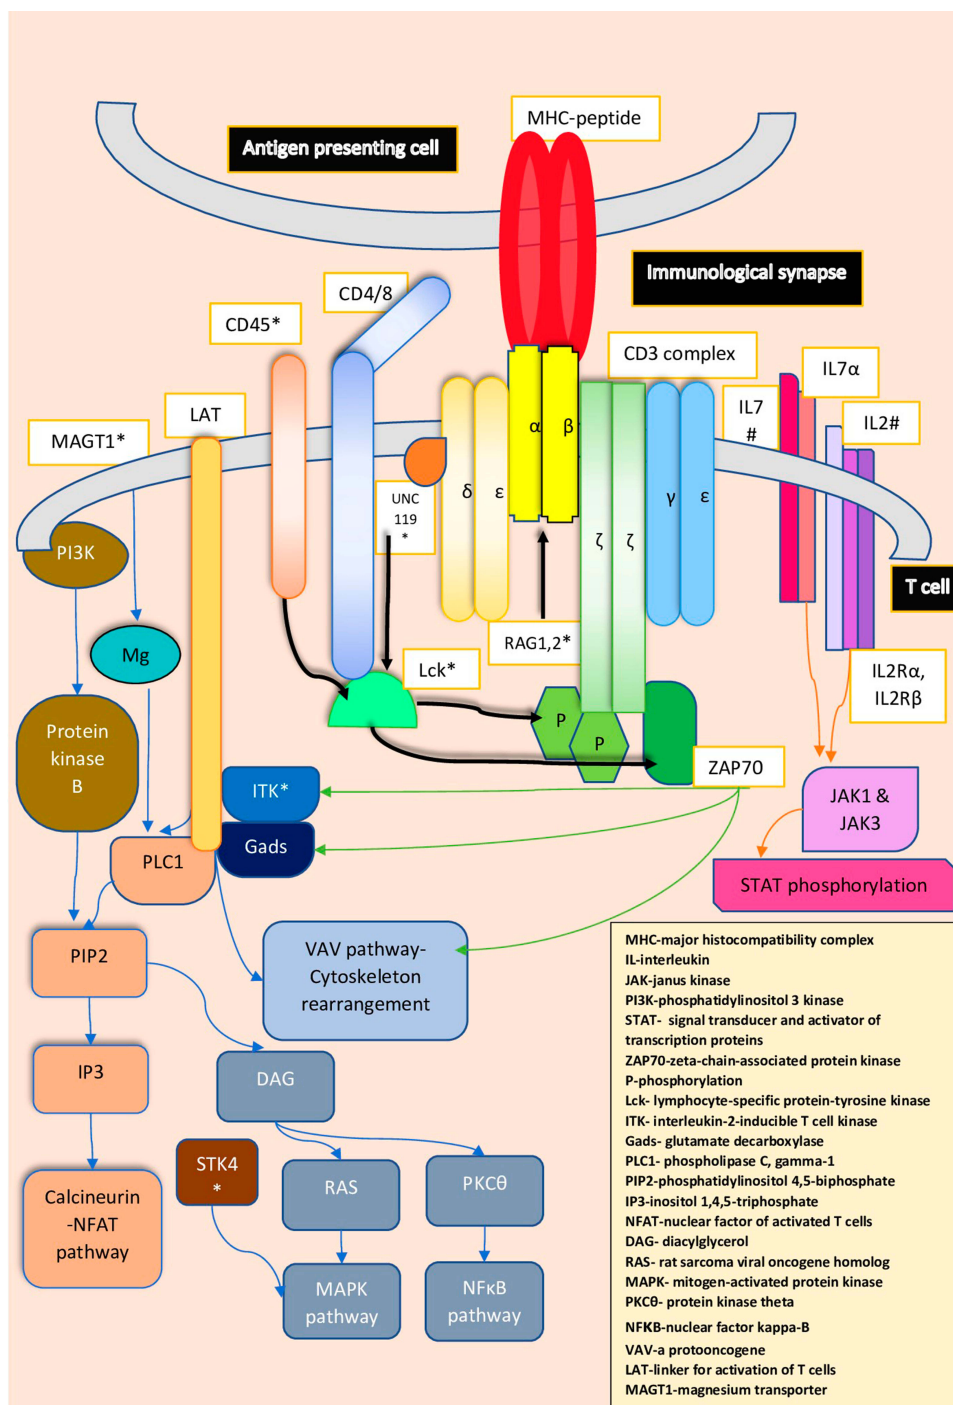 MHC-peptide
Antigen presenting cell
Immunological synapse
CD4/8
CD45*
CD3 complex
IL7α
LAT
IL7
#
IL2#
MAGT1*
α
β
UNC
119
*
δ
ε
γ
ε
ζ
ζ
PI3K
T cell
RAG1,2*
Mg
Lck*
IL2Rα,
IL2Rβ
P
P
Protein
kinase
B
ZAP70
ITK*
JAK1 &
JAK3
Gads
PLC1
STAT phosphorylation
VAV pathway-
Cytoskeleton
rearrangement
PIP2
IP3
DAG
STK4
*
RAS
PKCθ
Calcineurin
-NFAT
pathway
MAPK
pathway
NFκB
pathway
MHC-major histocompatibility complex
IL-interleukin
JAK-janus kinase
PI3K-phosphatidylinositol 3 kinase
STAT- signal transducer and activator of
transcription proteins
ZAP70-zeta-chain-associated protein kinase
P-phosphorylation
Lck- lymphocyte-specific protein-tyrosine kinase
ITK- interleukin-2-inducible T cell kinase
Gads- glutamate decarboxylase
PLC1- phospholipase C, gamma-1
PIP2-phosphatidylinositol 4,5-biphosphate
IP3-inositol 1,4,5-triphosphate
NFAT-nuclear factor of activated T cells
DAG- diacylglycerol
RAS- rat sarcoma viral oncogene homolog
MAPK- mitogen-activated protein kinase
PKCθ- protein kinase theta
NFKB-nuclear factor kappa-B
VAV-a protooncogene
LAT-linker for activation of T cells
MAGT1-magnesium transporter